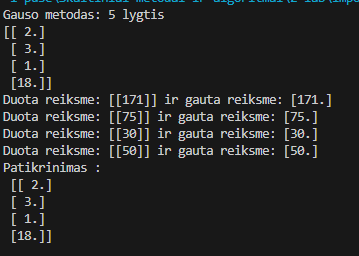 Gauso metodas: 5 lygtis
[[ 2.]
[ 3.]
[ 1.]
[18.]]
Duota reiksme: [[171]] ir gauta reiksme: [171.]
Duota reiksme: [[75]] ir gauta reiksme: [75.]
Duota reiksme: [[30]] ir gauta reiksme: [30.]
Duota reiksme: [[50]] ir gauta reiksme: [50.]
Patikrinimas :
[[ 2.]
[ 3.]
[ 1.]
[18.]]